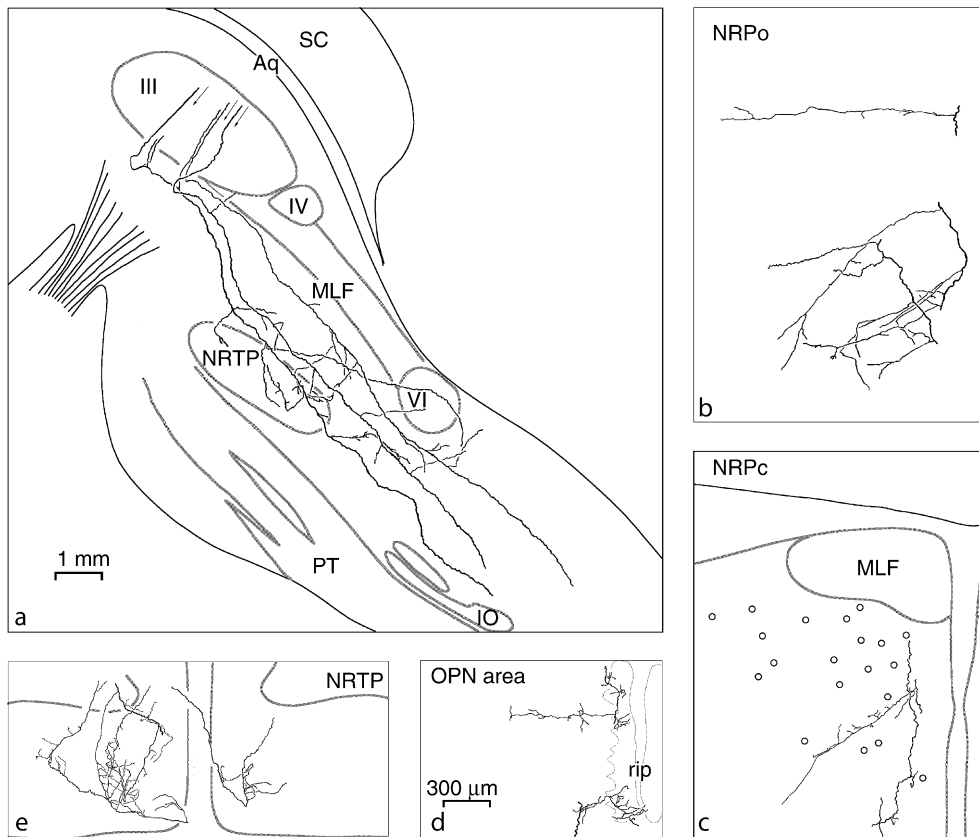 SC
Aq
III
IV
MLF
NRTP
VI
1 mm
PT
IO
a
NRPo
b
NRPc
MLF
c
OPN area
rip
300 μm
d
NRTP
e